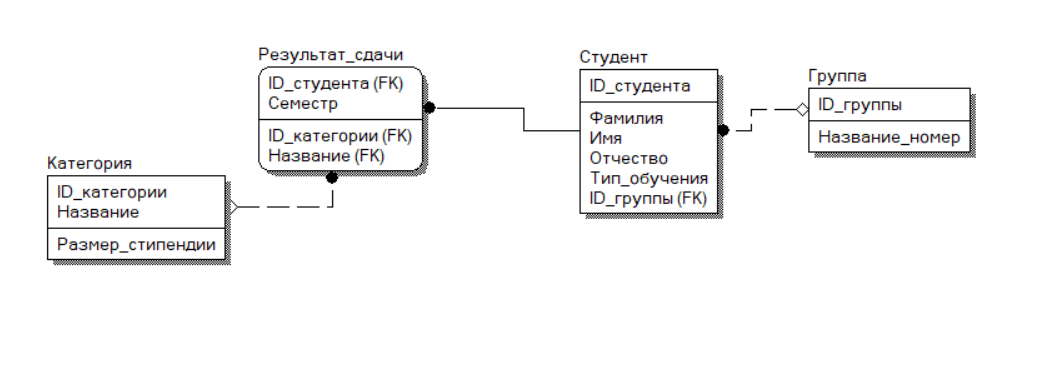 Результат_сдачи
ID_студента (FK)
Семестр
ID_категории (FK)
Название (FK)
Студент
ID_студента
Фамилия
Имя
Отчество
Тип_обучения
ID_группы (FK)
Группа
ID_группы
Название_номер
Категория
ID_категории
Название
Размер_стипендии